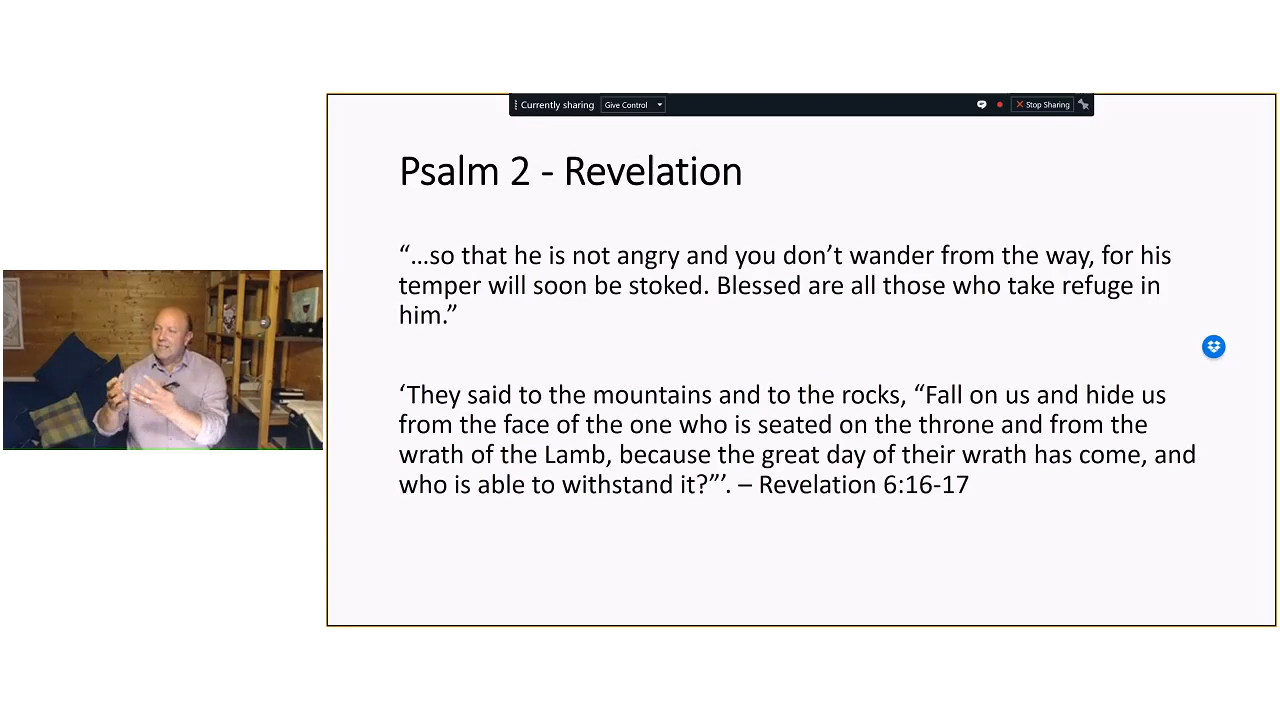 Currently sharing Give Control Stop Sharing
Psalm 2 - Revelation
“…so that he is not angry and you don’t wander from the way, for his
temper will soon be stoked. Blessed are all those who take refuge in
him.”
‘They said to the mountains and to the rocks, “Fall on us and hide us
from the face of the one who is seated on the throne and from the
wrath of the Lamb, because the great day of their wrath has come, and
who is able to withstand it?”’. – Revelation 6:16-17